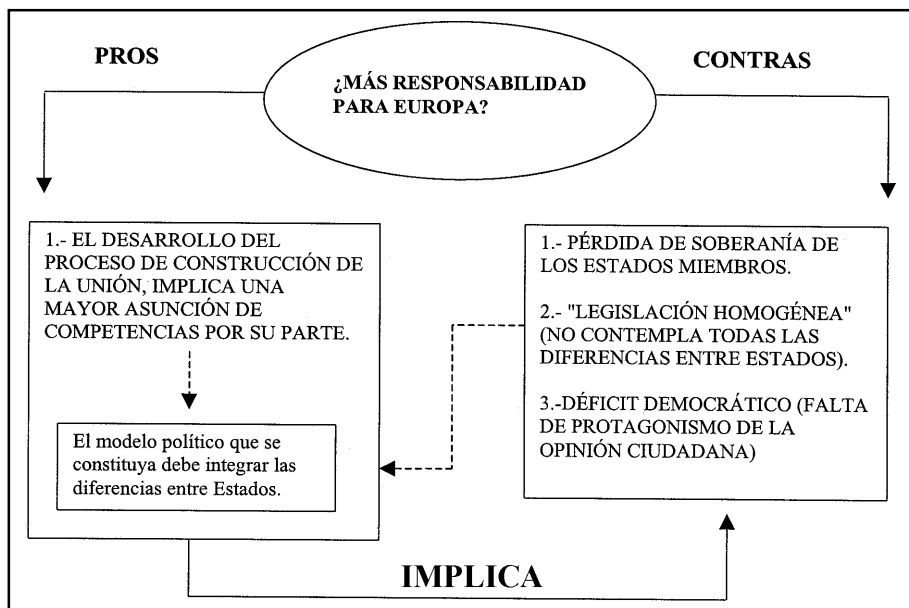 PROS
CONTRAS
¿MÁS RESPONSABILIDAD
PARA EUROPA?
1.- EL DESARROLLO DEL
PROCESO DE CONSTRUCCIÓN DE
LA UNIÓN, IMPLICA UNA
MAYOR ASUNCIÓN DE
COMPETENCIAS POR SU PARTE.
El modelo político que se
constituya debe integrar las
diferencias entre Estados.
1.- PÉRDIDA DE SOBERANÍA DE
LOS ESTADOS MIEMBROS.
2.- "LEGISLACIÓN HOMOGÉNEA"
(NO CONTEMPLA TODAS LAS
DIFERENCIAS ENTRE ESTADOS).
3.-DÉFICIT DEMOCRÁTICO (FALTA
DE PROTAGONISMO DE LA
OPINIÓN CIUDADANA)
IMPLICA